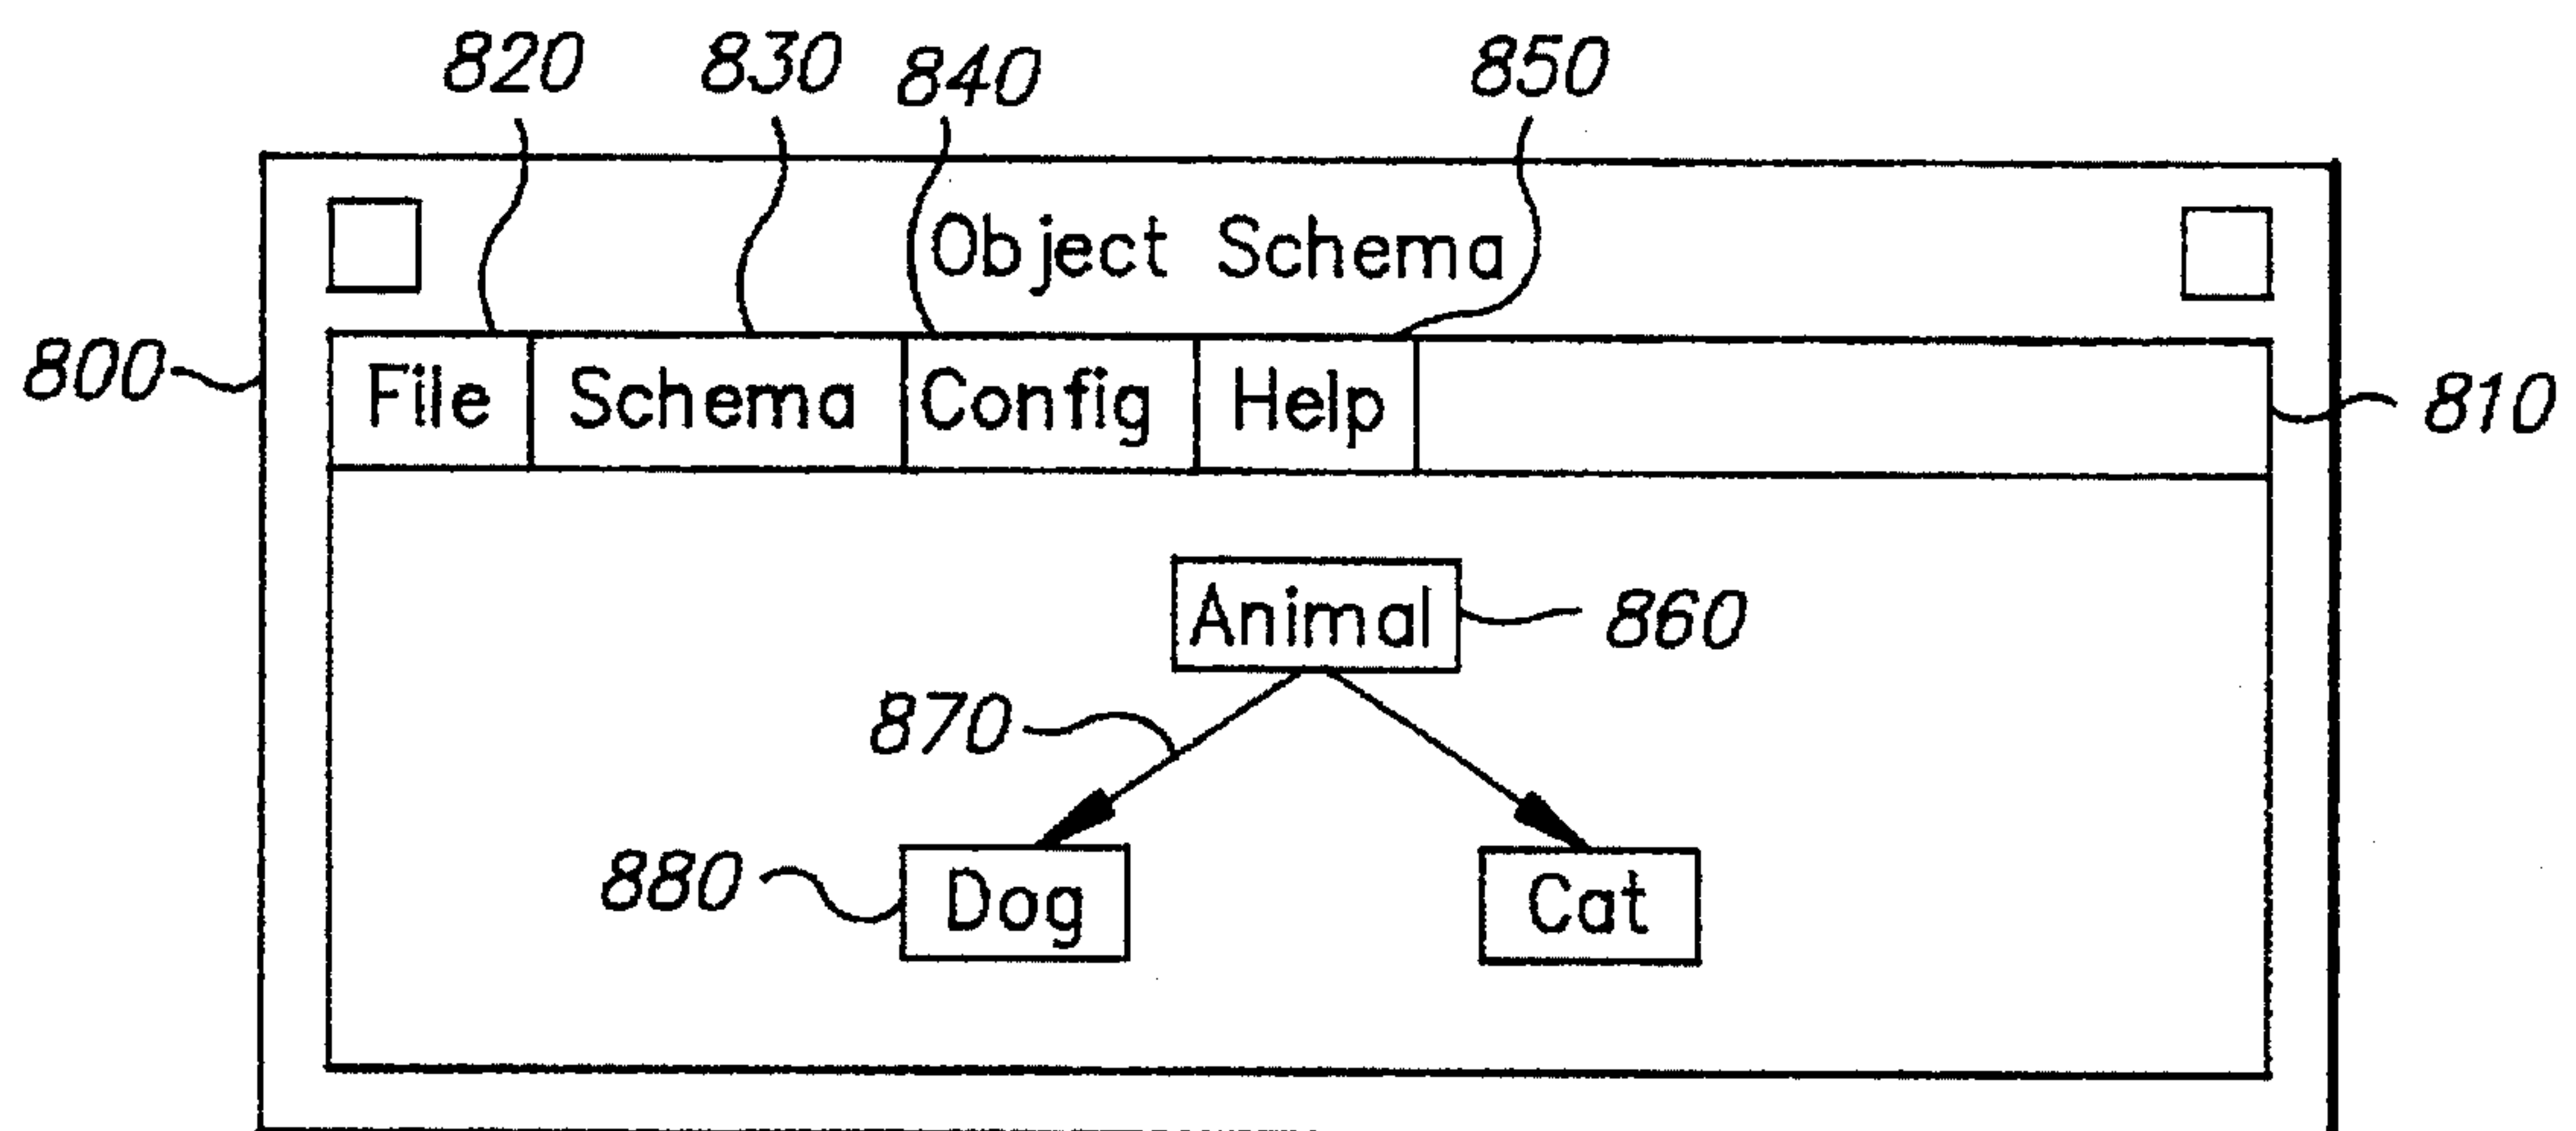 820 830 840 850
Object Schema
800 File Schema Config Help 810
Animal 860
870
880 Dog Cat